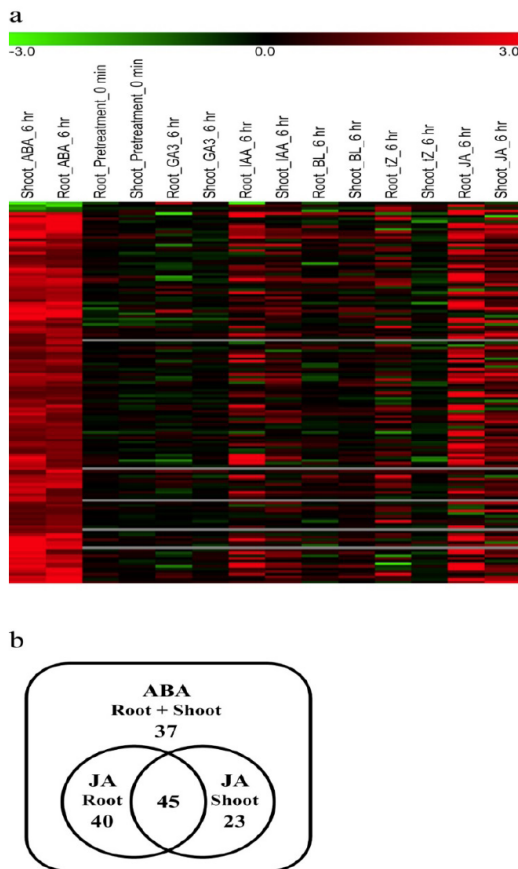 a
-3.0 0.0 3.0
Shoot_ABA_6 hr
Root_ABA_6 hr
Root_Pretreatment_0 min
Shoot_Pretreatment_0 min
Root_GA3_6 hr
Shoot_GA3_6 hr
Root_IAA_6 hr
Shoot_IAA_6 hr
Root_BL_6 hr
Shoot_BL_6 hr
Root_tZ_6 hr
Shoot_tZ_6 hr
Root_JA_6 hr
Shoot_JA_6 hr
b
ABA
Root + Shoot
37
JA JA
Root 45 Shoot
40 23